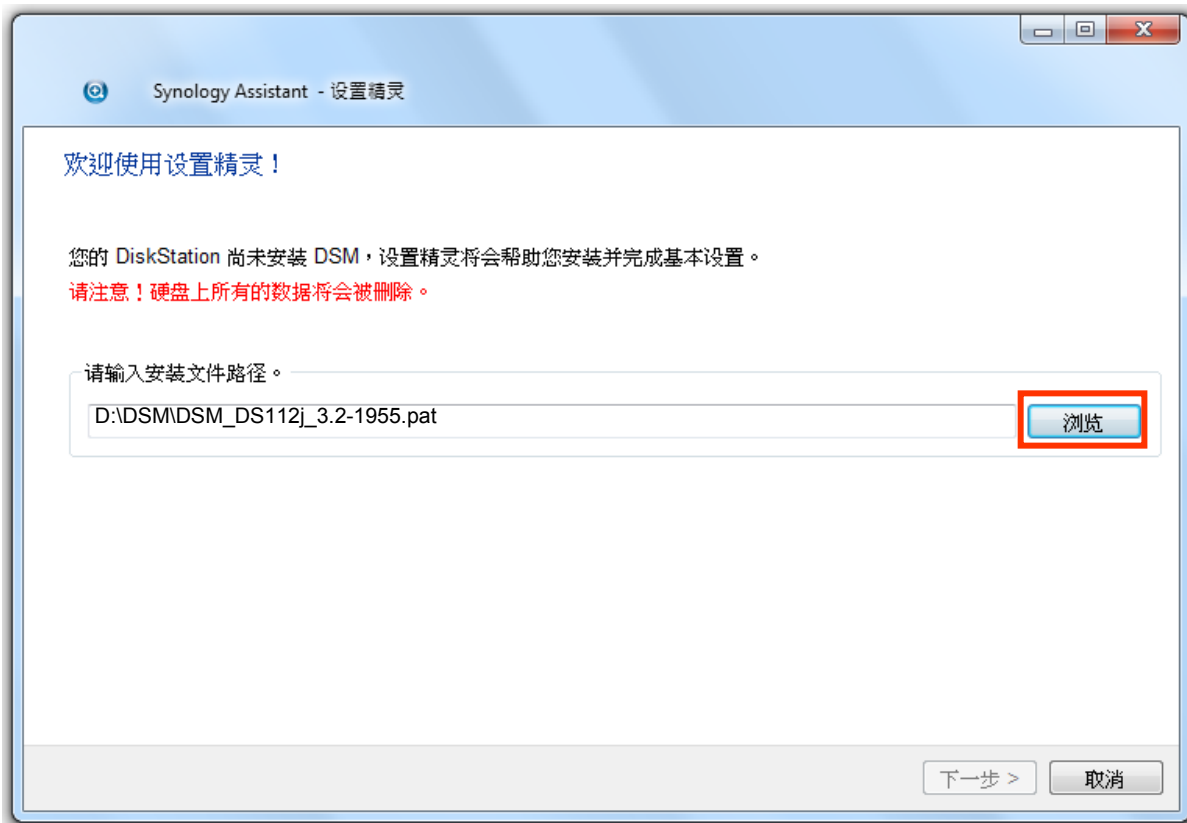 Synology Assistant - 设置精灵
欢迎使用设置精灵！
您的 DiskStation 尚未安装 DSM，设置精灵将会帮助您安装并完成基本设置。
请注意！硬盘上所有的数据将会被删除。
请输入安装文件路径。
D:\DSM\DSM_DS112j_3.2-1955.pat
浏览
下一步 >
取消